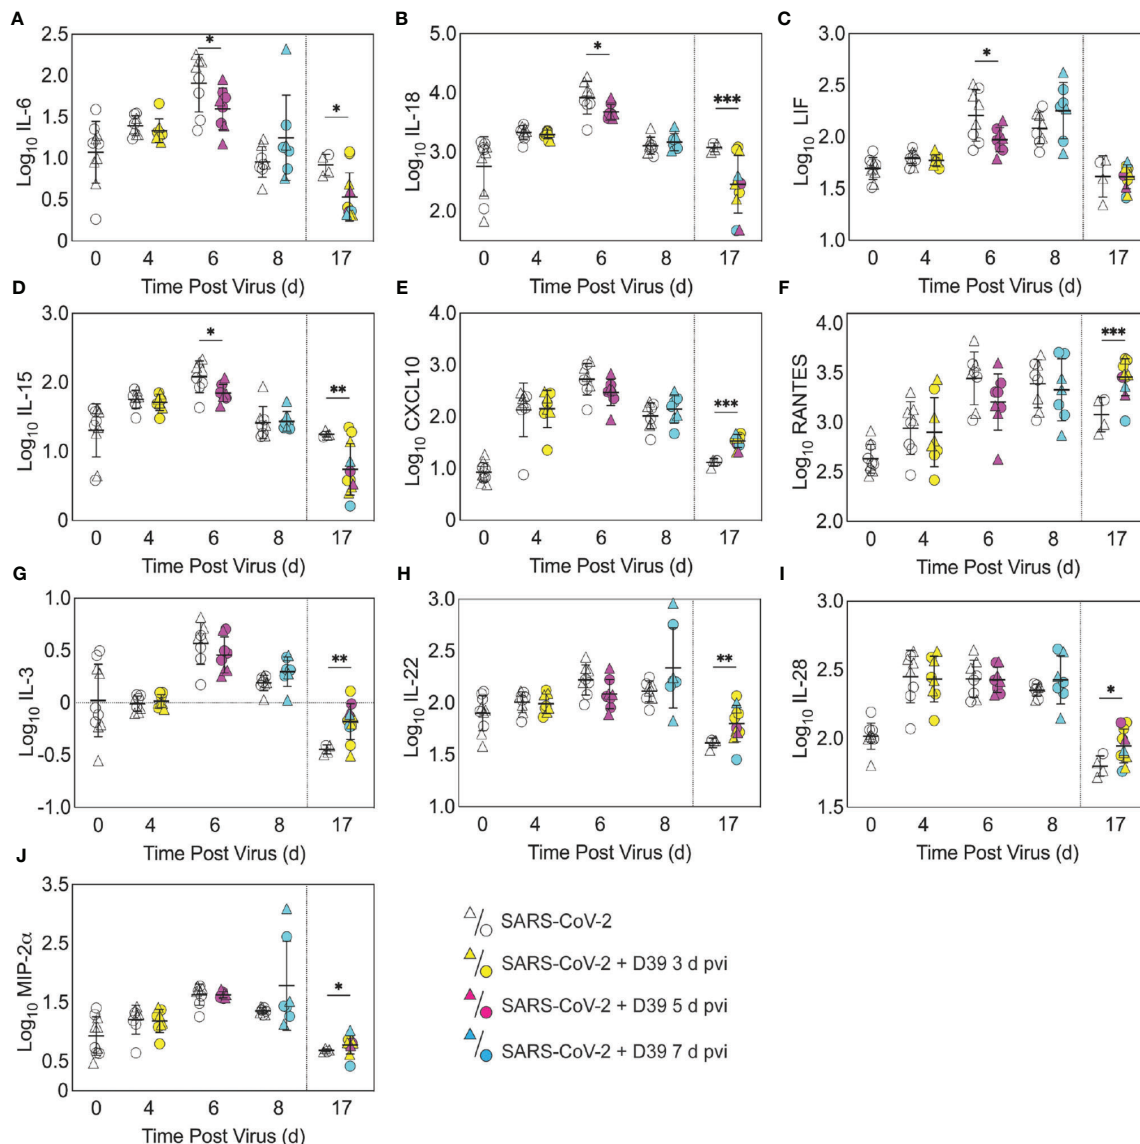 A
B
C
Log10 IL-6
2.5
2.0
1.5
1.0
0.5
0
*
*
0 4 6 8 17
Time Post Virus (d)
Log10 IL-18
5.0
4.0
3.0
2.0
*
***
0 4 6 8 17
Time Post Virus (d)
Log10 LIF
3.0
2.5
2.0
1.5
1.0
*
0 4 6 8 17
Time Post Virus (d)
D
E
F
Log10 IL-15
3.0
2.0
1.0
0
*
**
0 4 6 8 17
Time Post Virus (d)
Log10 CXCL10
4.0
3.0
2.0
1.0
0
***
0 4 6 8 17
Time Post Virus (d)
Log10 RANTES
4.0
3.5
3.0
2.5
2.0
***
0 4 6 8 17
Time Post Virus (d)
G
H
I
Log10 IL-3
1.0
0.5
0
-0.5
-1.0
**
0 4 6 8 17
Time Post Virus (d)
Log10 IL-22
3.0
2.5
2.0
1.5
1.0
**
0 4 6 8 17
Time Post Virus (d)
Log10 IL-28
3.0
2.5
2.0
1.5
*
0 4 6 8 17
Time Post Virus (d)
J
Log10 MIP-2α
3.5
2.5
1.5
0.5
0
*
0 4 6 8 17
Time Post Virus (d)
SARS-CoV-2
SARS-CoV-2 + D39 3 d pvi
SARS-CoV-2 + D39 5 d pvi
SARS-CoV-2 + D39 7 d pvi